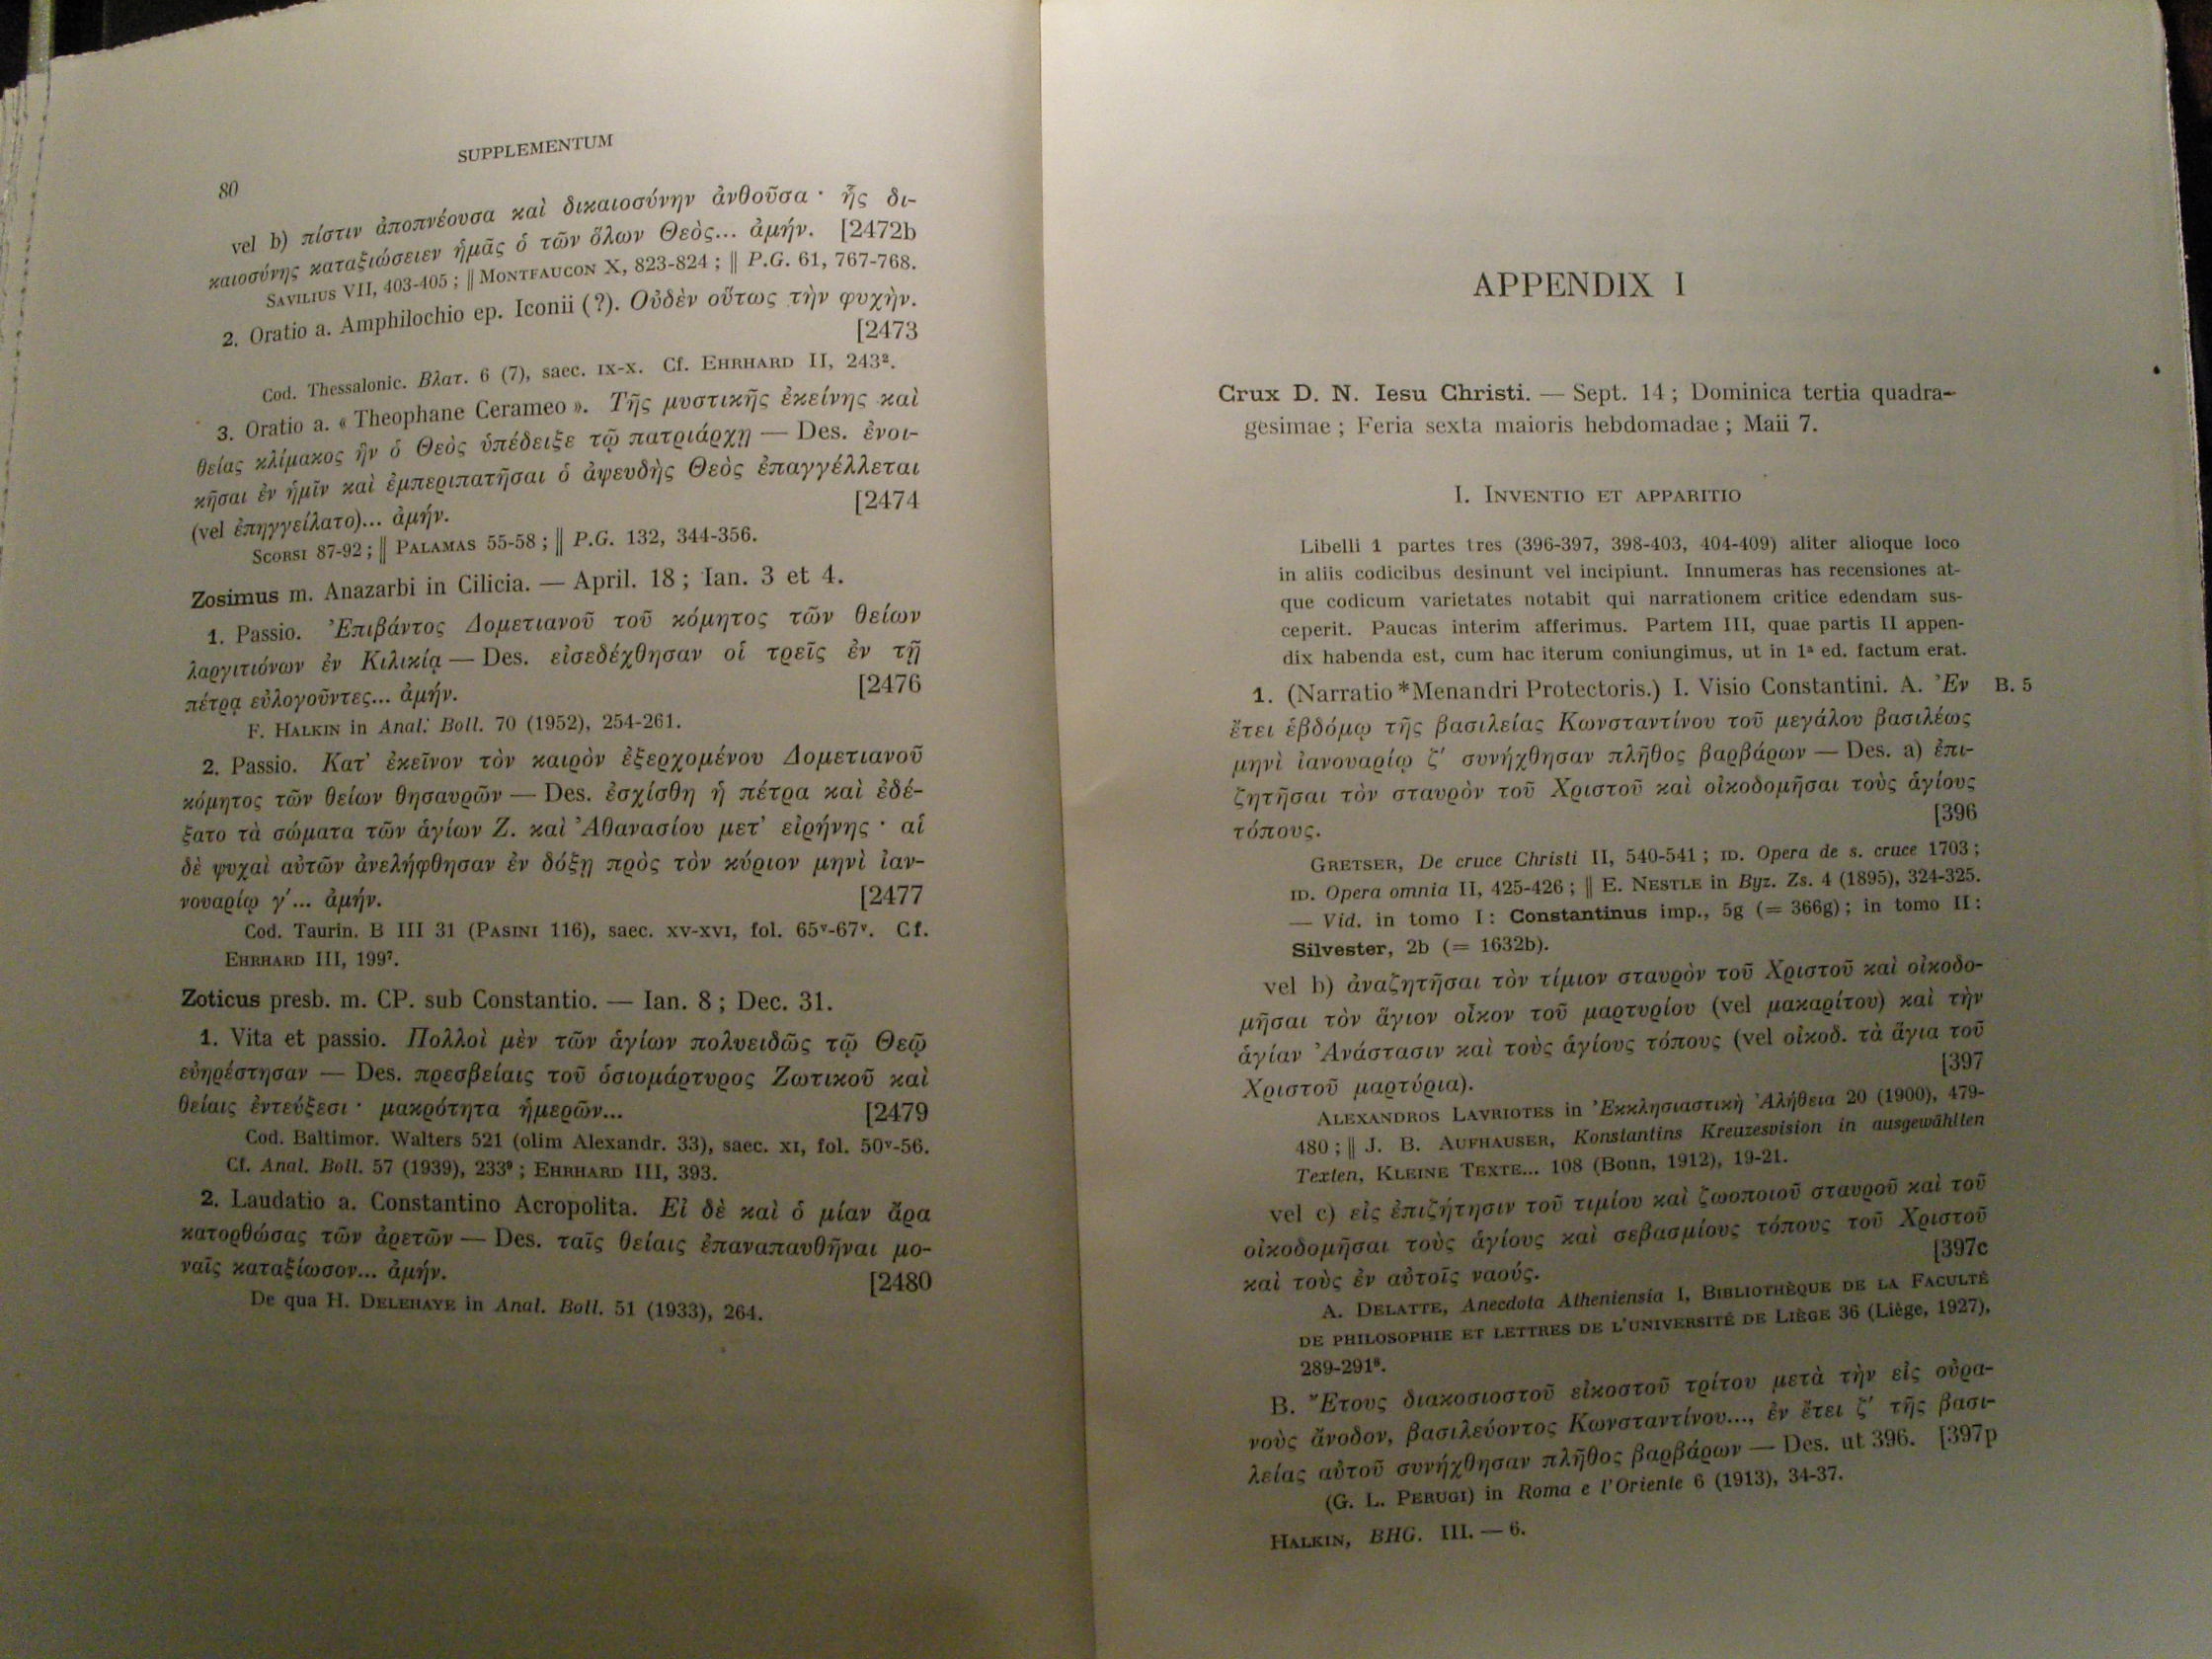 SUPPLEMENTUM
80
vel b) πίστιν ἀποπνέουσα καὶ δικαιοσύνην ἀνθοῦσα · ἧς δι-
καιοσύνης καταξιώσειεν ἡμᾶς ὁ τῶν ὅλων Θεὸς... ἀμήν. [2472b
SAVILIUS VII, 403-405 ; || MONTFAUCON X, 823-824 ; || P.G. 61, 767-768.
2. Oratio a. Amphilochio ep. Iconii (?). Οὐδὲν οὕτως τὴν φυχὴν.
[2473
Cod. Thessalonic. Βλατ. 6 (7), saec. IX-X. Cf. EHRHARD II, 243².
3. Oratio a. « Theophane Cerameo ». Τῆς μυστικῆς ἐκείνης καὶ
θείας κλίμακος ἣν ὁ Θεὸς ὑπέδειξε τῷ πατριάρχῃ — Des. ἐνοι-
κῆσαι ἐν ἡμῖν καὶ ἐμπεριπατῆσαι ὁ ἀψευδὴς Θεὸς ἐπαγγέλλεται
(vel ἐπηγγείλατο)... ἀμήν. [2474
SCORSI 87-92 ; || PALAMAS 55-58 ; || P.G. 132, 344-356.
Zosimus m. Anazarbi in Cilicia. — April. 18 ; Ian. 3 et 4.
1. Passio. Ἐπιβάντος Δομετιανοῦ τοῦ κόμητος τῶν θείων
λαργιτιόνων ἐν Κιλικίᾳ — Des. εἰσεδέχθησαν οἱ τρεῖς ἐν τῇ
πέτρᾳ εὐλογοῦντες... ἀμήν. [2476
F. HALKIN in Anal. Boll. 70 (1952), 254-261.
2. Passio. Κατ' ἐκεῖνον τὸν καιρὸν ἐξερχομένου Δομετιανοῦ
κόμητος τῶν θείων θησαυρῶν — Des. ἐσχίσθη ἡ πέτρα καὶ ἐδέ-
ξατο τὰ σώματα τῶν ἁγίων Ζ. καὶ Ἀθανασίου μετ' εἰρήνης · αἱ
δὲ ψυχαὶ αὐτῶν ἀνελήφθησαν ἐν δόξῃ πρὸς τὸν κύριον μηνὶ ἰαν-
νουαρίῳ γ'... ἀμήν. [2477
Cod. Taurin. B III 31 (PASINI 116), saec. XV-XVI, fol. 65ᵛ-67ᵛ. Cf.
EHRHARD III, 199⁷.
Zoticus presb. m. CP. sub Constantio. — Ian. 8 ; Dec. 31.
1. Vita et passio. Πολλοὶ μὲν τῶν ἁγίων πολυειδῶς τῷ Θεῷ
εὐηρέστησαν — Des. πρεσβείαις τοῦ ὁσιομάρτυρος Ζωτικοῦ καὶ
θείαις ἐντεύξεσι · μακρότητα ἡμερῶν... [2479
Cod. Baltimor. Walters 521 (olim Alexandr. 33), saec. XI, fol. 50ᵛ-56.
Cf. Anal. Boll. 57 (1939), 233⁹ ; EHRHARD III, 393.
2. Laudatio a. Constantino Acropolita. Εἰ δὲ καὶ ὁ μίαν ἄρα
κατορθώσας τῶν ἀρετῶν — Des. ταῖς θείαις ἐπαναπαυθῆναι μο-
ναῖς καταξίωσον... ἀμήν. [2480
De qua H. DELEHAYE in Anal. Boll. 51 (1933), 264.
APPENDIX I
Crux D. N. Iesu Christi. — Sept. 14 ; Dominica tertia quadra-
gesimae ; Feria sexta maioris hebdomadae ; Maii 7.
I. INVENTIO ET APPARITIO
Libelli 1 partes tres (396-397, 398-403, 404-409) aliter alioque loco
in aliis codicibus desinunt vel incipiunt. Innumeras has recensiones at-
que codicum varietates notabit qui narrationem critice edendam sus-
ceperit. Paucas interim afferimus. Partem III, quae partis II appen-
dix habenda est, cum hac iterum coniungimus, ut in 1ª ed. factum erat.
1. (Narratio *Menandri Protectoris.) I. Visio Constantini. A. Ἐν B. 5
ἔτει ἑβδόμῳ τῆς βασιλείας Κωνσταντίνου τοῦ μεγάλου βασιλέως
μηνὶ ἰανουαρίῳ ζ' συνήχθησαν πλῆθος βαρβάρων — Des. a) ἐπι-
ζητῆσαι τὸν σταυρὸν τοῦ Χριστοῦ καὶ οἰκοδομῆσαι τοὺς ἁγίους
τόπους. [396
GRETSER, De cruce Christi II, 540-541 ; ID. Opera de s. cruce 1703 ;
ID. Opera omnia II, 425-426 ; || E. NESTLE in Byz. Zs. 4 (1895), 324-325.
— Vid. in tomo I : Constantinus imp., 5g (= 366g) ; in tomo II :
Silvester, 2b (= 1632b).
vel b) ἀναζητῆσαι τὸν τίμιον σταυρὸν τοῦ Χριστοῦ καὶ οἰκοδο-
μῆσαι τὸν ἅγιον οἶκον τοῦ μαρτυρίου (vel μακαρίτου) καὶ τὴν
ἁγίαν Ἀνάστασιν καὶ τοὺς ἁγίους τόπους (vel οἰκοδ. τὰ ἅγια τοῦ
Χριστοῦ μαρτύρια). [397
ALEXANDROS LAVRIOTES in Ἐκκλησιαστικὴ Ἀλήθεια 20 (1900), 479-
480 ; || J. B. AUFHAUSER, Konstantins Kreuzesvision in ausgewählten
Texten, KLEINE TEXTE... 108 (Bonn, 1912), 19-21.
vel c) εἰς ἐπιζήτησιν τοῦ τιμίου καὶ ζωοποιοῦ σταυροῦ καὶ τοῦ
οἰκοδομῆσαι τοὺς ἁγίους καὶ σεβασμίους τόπους τοῦ Χριστοῦ
καὶ τοὺς ἐν αὐτοῖς ναούς. [397c
A. DELATTE, Anecdota Atheniensia I, BIBLIOTHÈQUE DE LA FACULTÉ
DE PHILOSOPHIE ET LETTRES DE L'UNIVERSITÉ DE LIÈGE 36 (Liège, 1927),
289-291⁸.
B. Ἔτους διακοσιοστοῦ εἰκοστοῦ τρίτου μετὰ τὴν εἰς οὐρα-
νοὺς ἄνοδον, βασιλεύοντος Κωνσταντίνου..., ἐν ἔτει ζ' τῆς βασι-
λείας αὐτοῦ συνήχθησαν πλῆθος βαρβάρων — Des. ut 396. [397p
(G. L. PERUGI) in Roma e l'Oriente 6 (1913), 34-37.
HALKIN, BHG. III. — 6.